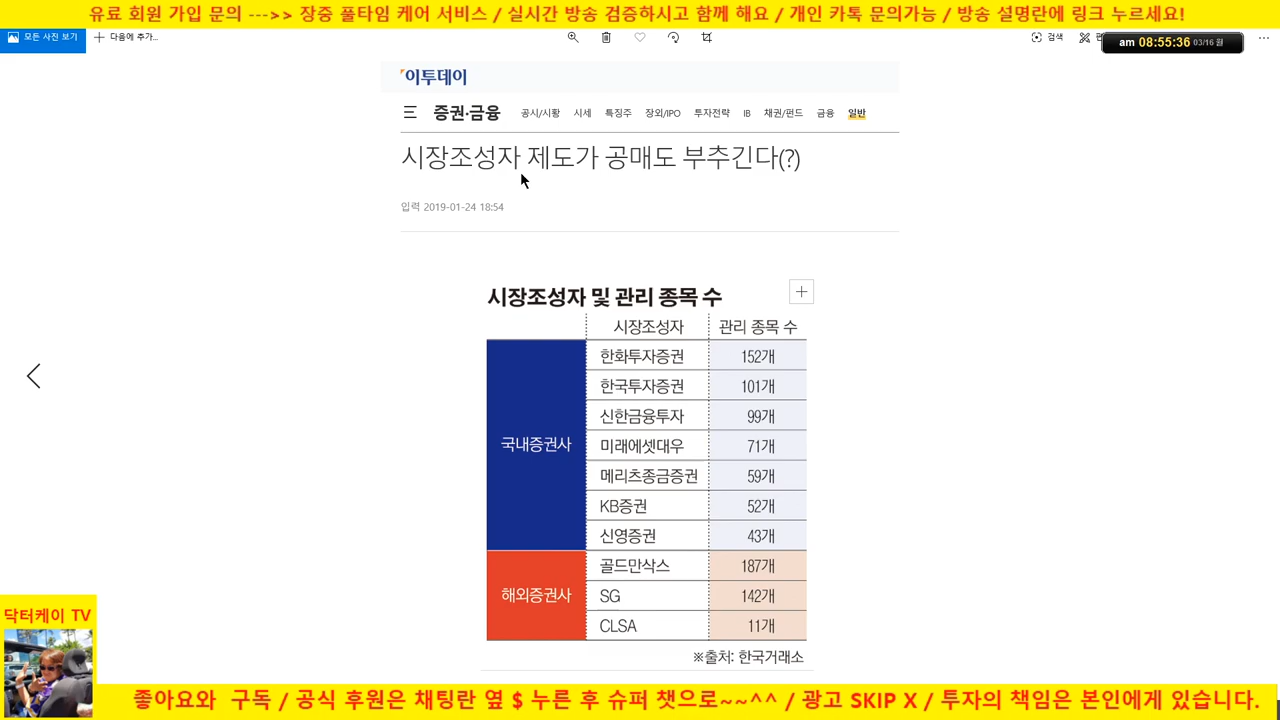 유료 회원 가입 문의 --->> 장중 풀타임 케어 서비스 / 실시간 방송 검증하시고 함께 해요 / 개인 카톡 문의가능 / 방송 설명란에 링크 누르세요!
모든 사진 보기 다음에 추가... 검색
am 08:55:36 03/16 월
이투데이
증권·금융 공시/시황 시세 특징주 장외/IPO 투자전략 IB 채권/펀드 금융 일반
시장조성자 제도가 공매도 부추긴다(?)
입력 2019-01-24 18:54
시장조성자 및 관리 종목 수
시장조성자 관리 종목 수
국내증권사
한화투자증권 152개
한국투자증권 101개
신한금융투자 99개
미래에셋대우 71개
메리츠종금증권 59개
KB증권 52개
신영증권 43개
해외증권사
골드만삭스 187개
SG 142개
CLSA 11개
※출처: 한국거래소
닥터케이 TV
좋아요와 구독 / 공식 후원은 채팅란 옆 $ 누른 후 슈퍼 챗으로~~^^ / 광고 SKIP X / 투자의 책임은 본인에게 있습니다.